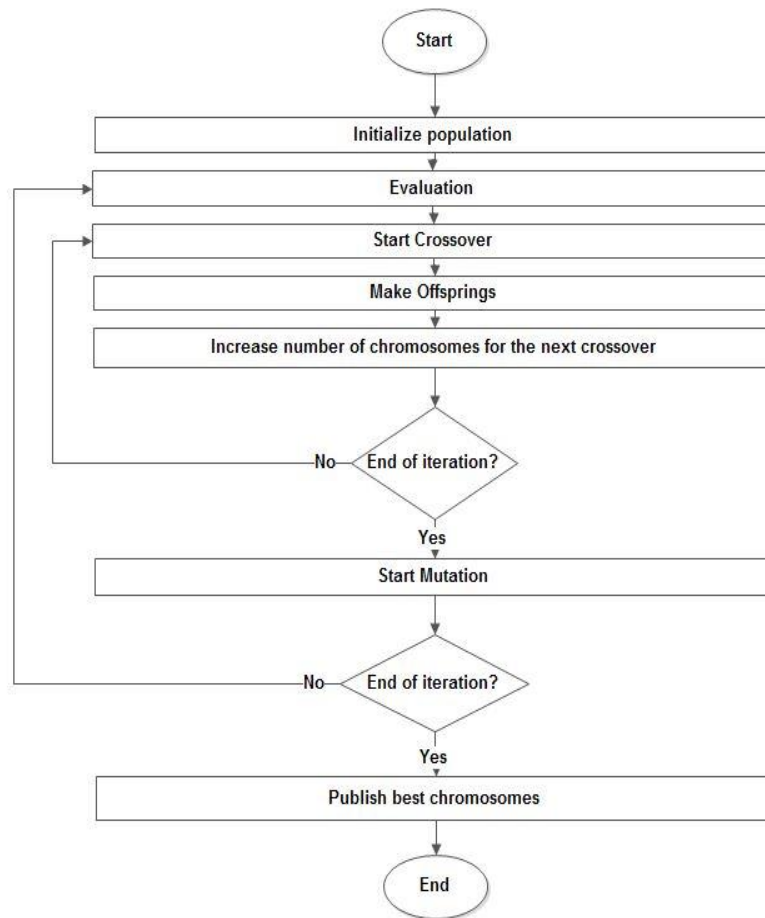 Start
Initialize population
Evaluation
Start Crossover
Make Offsprings
Increase number of chromosomes for the next crossover
No
End of iteration?
Yes
Start Mutation
No
End of iteration?
Yes
Publish best chromosomes
End